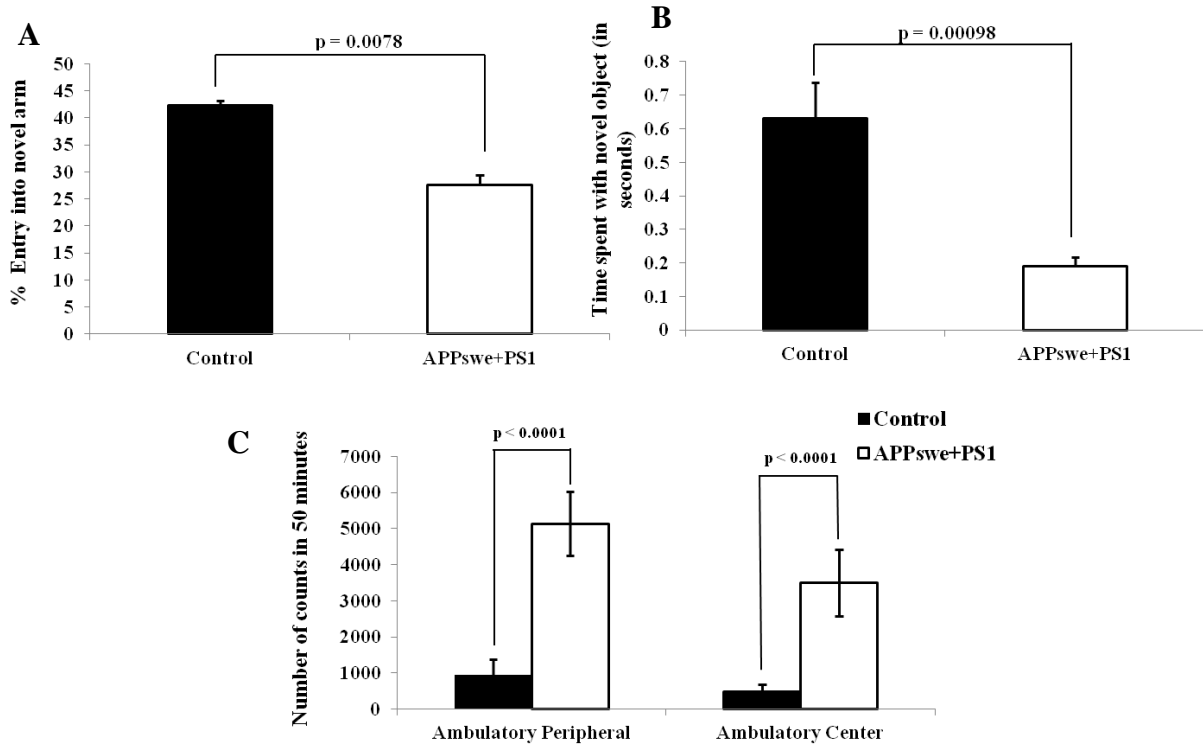 A
p = 0.0078
% Entry into novel arm
50
45
40
35
30
25
20
15
10
5
0
Control
APPswe+PS1
B
p = 0.00098
Time spent with novel object (in
seconds)
0.8
0.7
0.6
0.5
0.4
0.3
0.2
0.1
0
Control
APPswe+PS1
C
Control
APPswe+PS1
p < 0.0001
p < 0.0001
Number of counts in 50 minutes
7000
6000
5000
4000
3000
2000
1000
0
Ambulatory Peripheral
Ambulatory Center